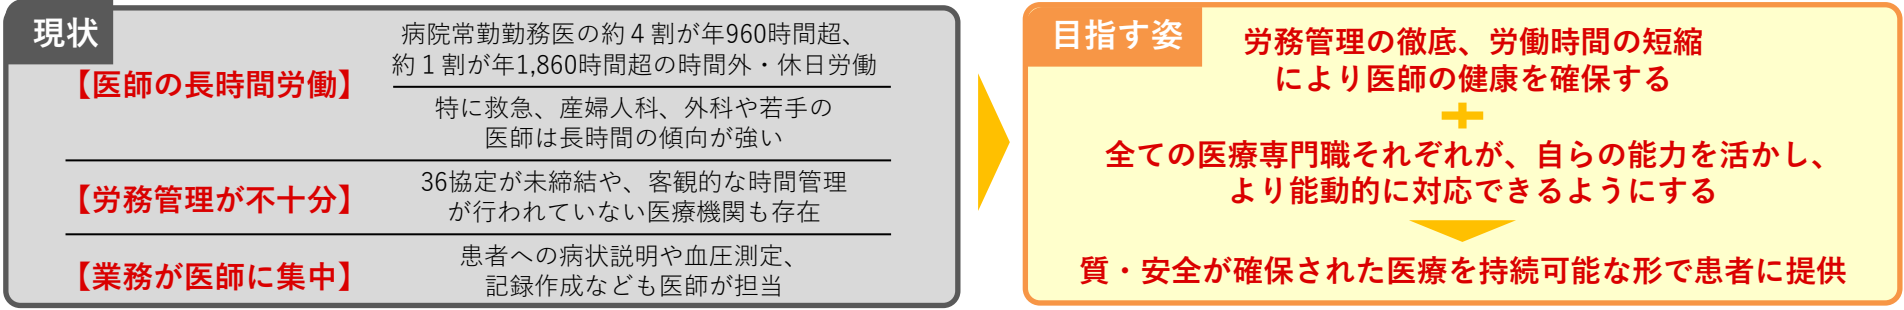 現状
【医師の長時間労働】
病院常勤勤務医の約４割が年960時間超、
約１割が年1,860時間超の時間外・休日労働
特に救急、産婦人科、外科や若手の
医師は長時間の傾向が強い
【労務管理が不十分】
36協定が未締結や、客観的な時間管理
が行われていない医療機関も存在
【業務が医師に集中】
患者への病状説明や血圧測定、
記録作成なども医師が担当
目指す姿
労務管理の徹底、労働時間の短縮
により医師の健康を確保する
+
全ての医療専門職それぞれが、自らの能力を活かし、
より能動的に対応できるようにする
質・安全が確保された医療を持続可能な形で患者に提供